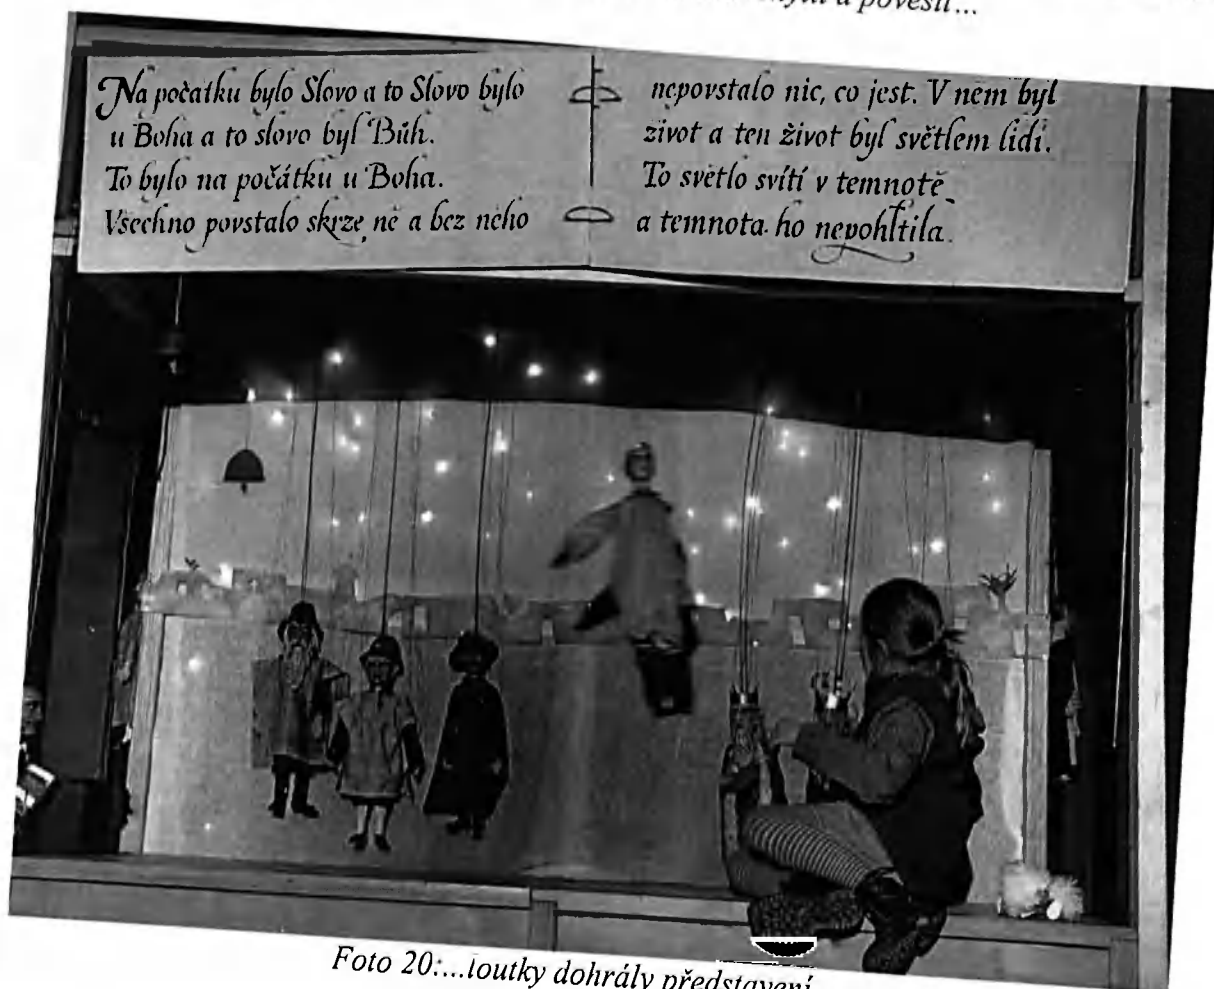 a pověstí...
Na počátku bylo Slovo a to Slovo bylo
u Boha a to slovo byl Bůh.
To bylo na počátku u Boha.
Všechno povstalo skrze ně a bez něho
nepovstalo nic, co jest. V něm byl
život a ten život byl světlem lidí.
To světlo svítí v temnotě
a temnota ho nepohltila.
Foto 20:...loutky dohrály představení